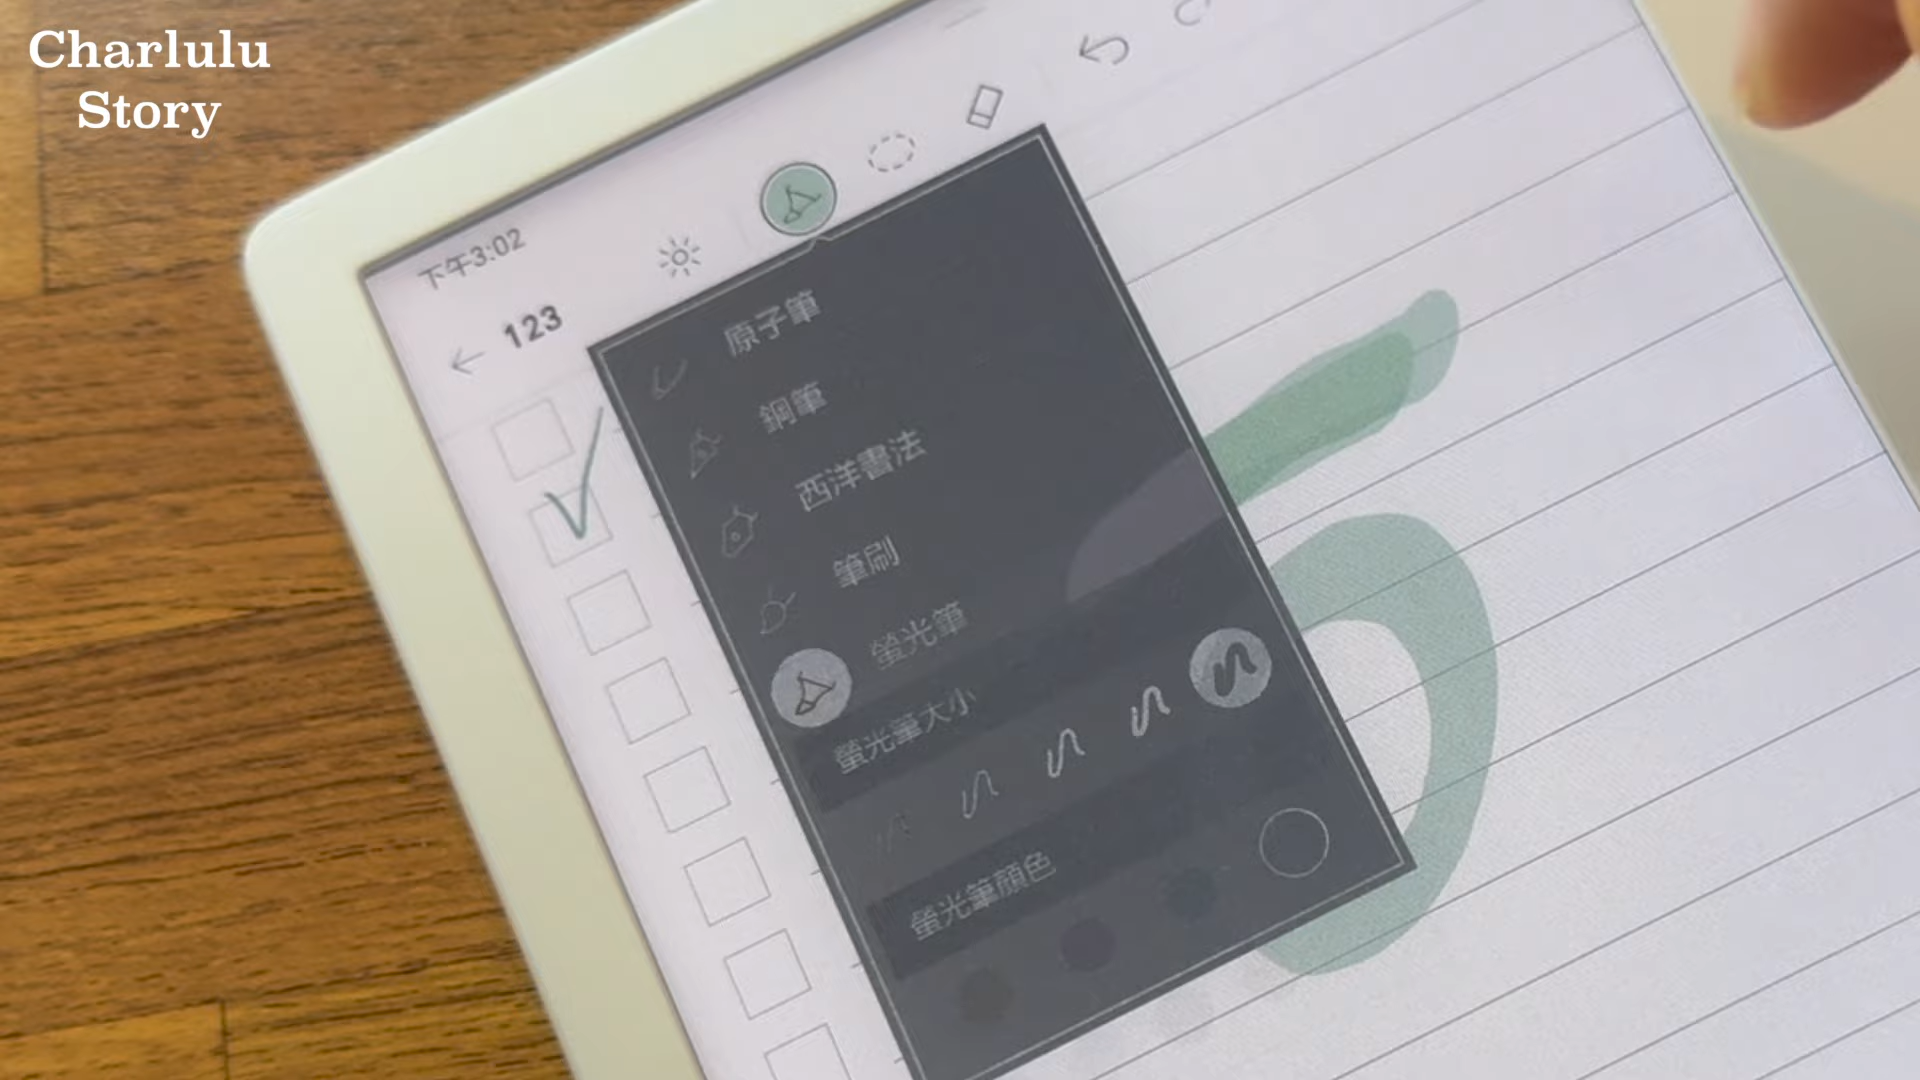 Charlulu
Story
下午3:02
123
原子筆
鋼筆
西洋書法
筆刷
螢光筆
螢光筆大小
螢光筆顏色